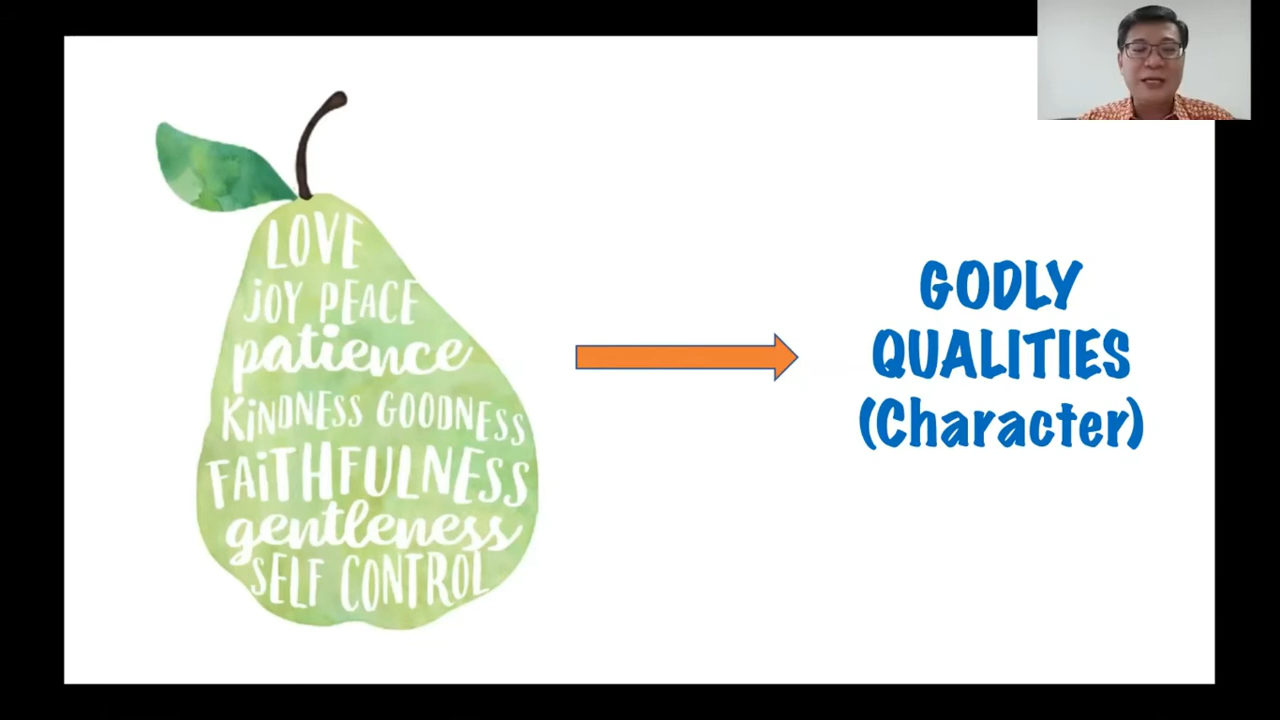 LOVE
JOY PEACE
patience
KiNDNESS GOODNESS
FAiTHFULNESS
gentleness
SELF CONTROL
GODLY
QUALITIES
(Character)